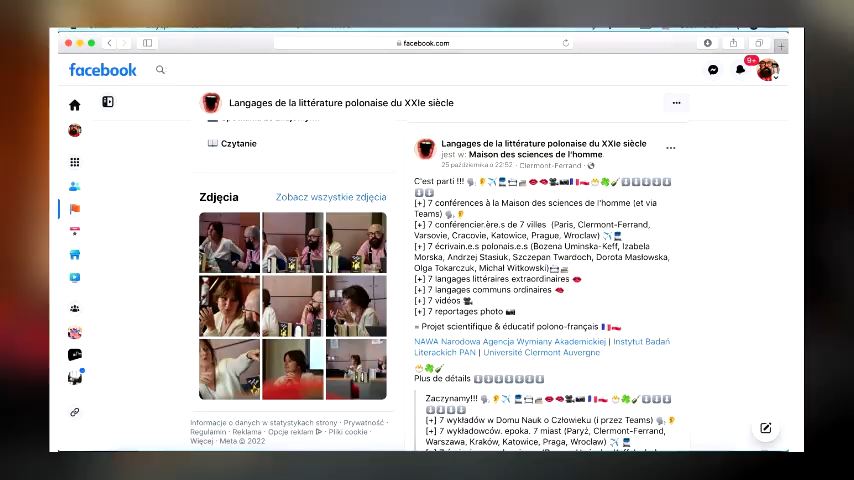 facebook.com
facebook
9+
Langages de la littérature polonaise du XXIe siècle
Czytanie
Zdjęcia
Zobacz wszystkie zdjęcia
Informacje o danych w statystykach strony · Prywatność ·
Regulamin · Reklama · Opcje reklam · Pliki cookie ·
Więcej · Meta © 2022
Langages de la littérature polonaise du XXIe siècle
jest w: Maison des sciences de l'homme.
25 października o 22:52 · Clermont-Ferrand ·
C'est parti !!!
[+] 7 conférences à la Maison des sciences de l'homme (et via
Teams)
[+] 7 conférencier.ère.s de 7 villes (Paris, Clermont-Ferrand,
Varsovie, Cracovie, Katowice, Prague, Wrocław)
[+] 7 écrivain.e.s polonais.e.s (Bozena Uminska-Keff, Izabela
Morska, Andrzej Stasiuk, Szczepan Twardoch, Dorota Masłowska,
Olga Tokarczuk, Michal Witkowski)
[+] 7 langages littéraires extraordinaires
[+] 7 langages communs ordinaires
[+] 7 vidéos
[+] 7 reportages photo
= Projet scientifique & éducatif polono-français
NAWA Narodowa Agencja Wymiany Akademickiej | Instytut Badań
Literackich PAN | Université Clermont Auvergne
Plus de détails
Zaczynamy!!!
[+] 7 wykładów w Domu Nauk o Człowieku (i przez Teams)
[+] 7 wykładowców. epoka. 7 miast (Paryż, Clermont-Ferrand,
Warszawa, Kraków, Katowice, Praga, Wrocław)